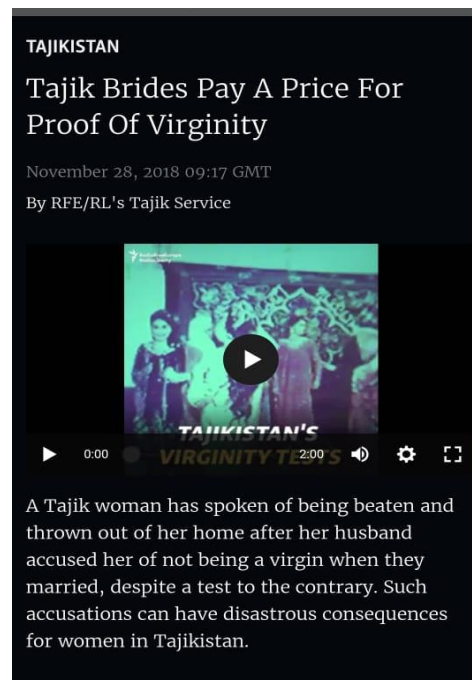 TAJIKISTAN
Tajik Brides Pay A Price For
Proof Of Virginity
November 28, 2018 09:17 GMT
By RFE/RL's Tajik Service
TAJIKISTAN'S
VIRGINITY TESTS
0:00
2:00
A Tajik woman has spoken of being beaten and
thrown out of her home after her husband
accused her of not being a virgin when they
married, despite a test to the contrary. Such
accusations can have disastrous consequences
for women in Tajikistan.